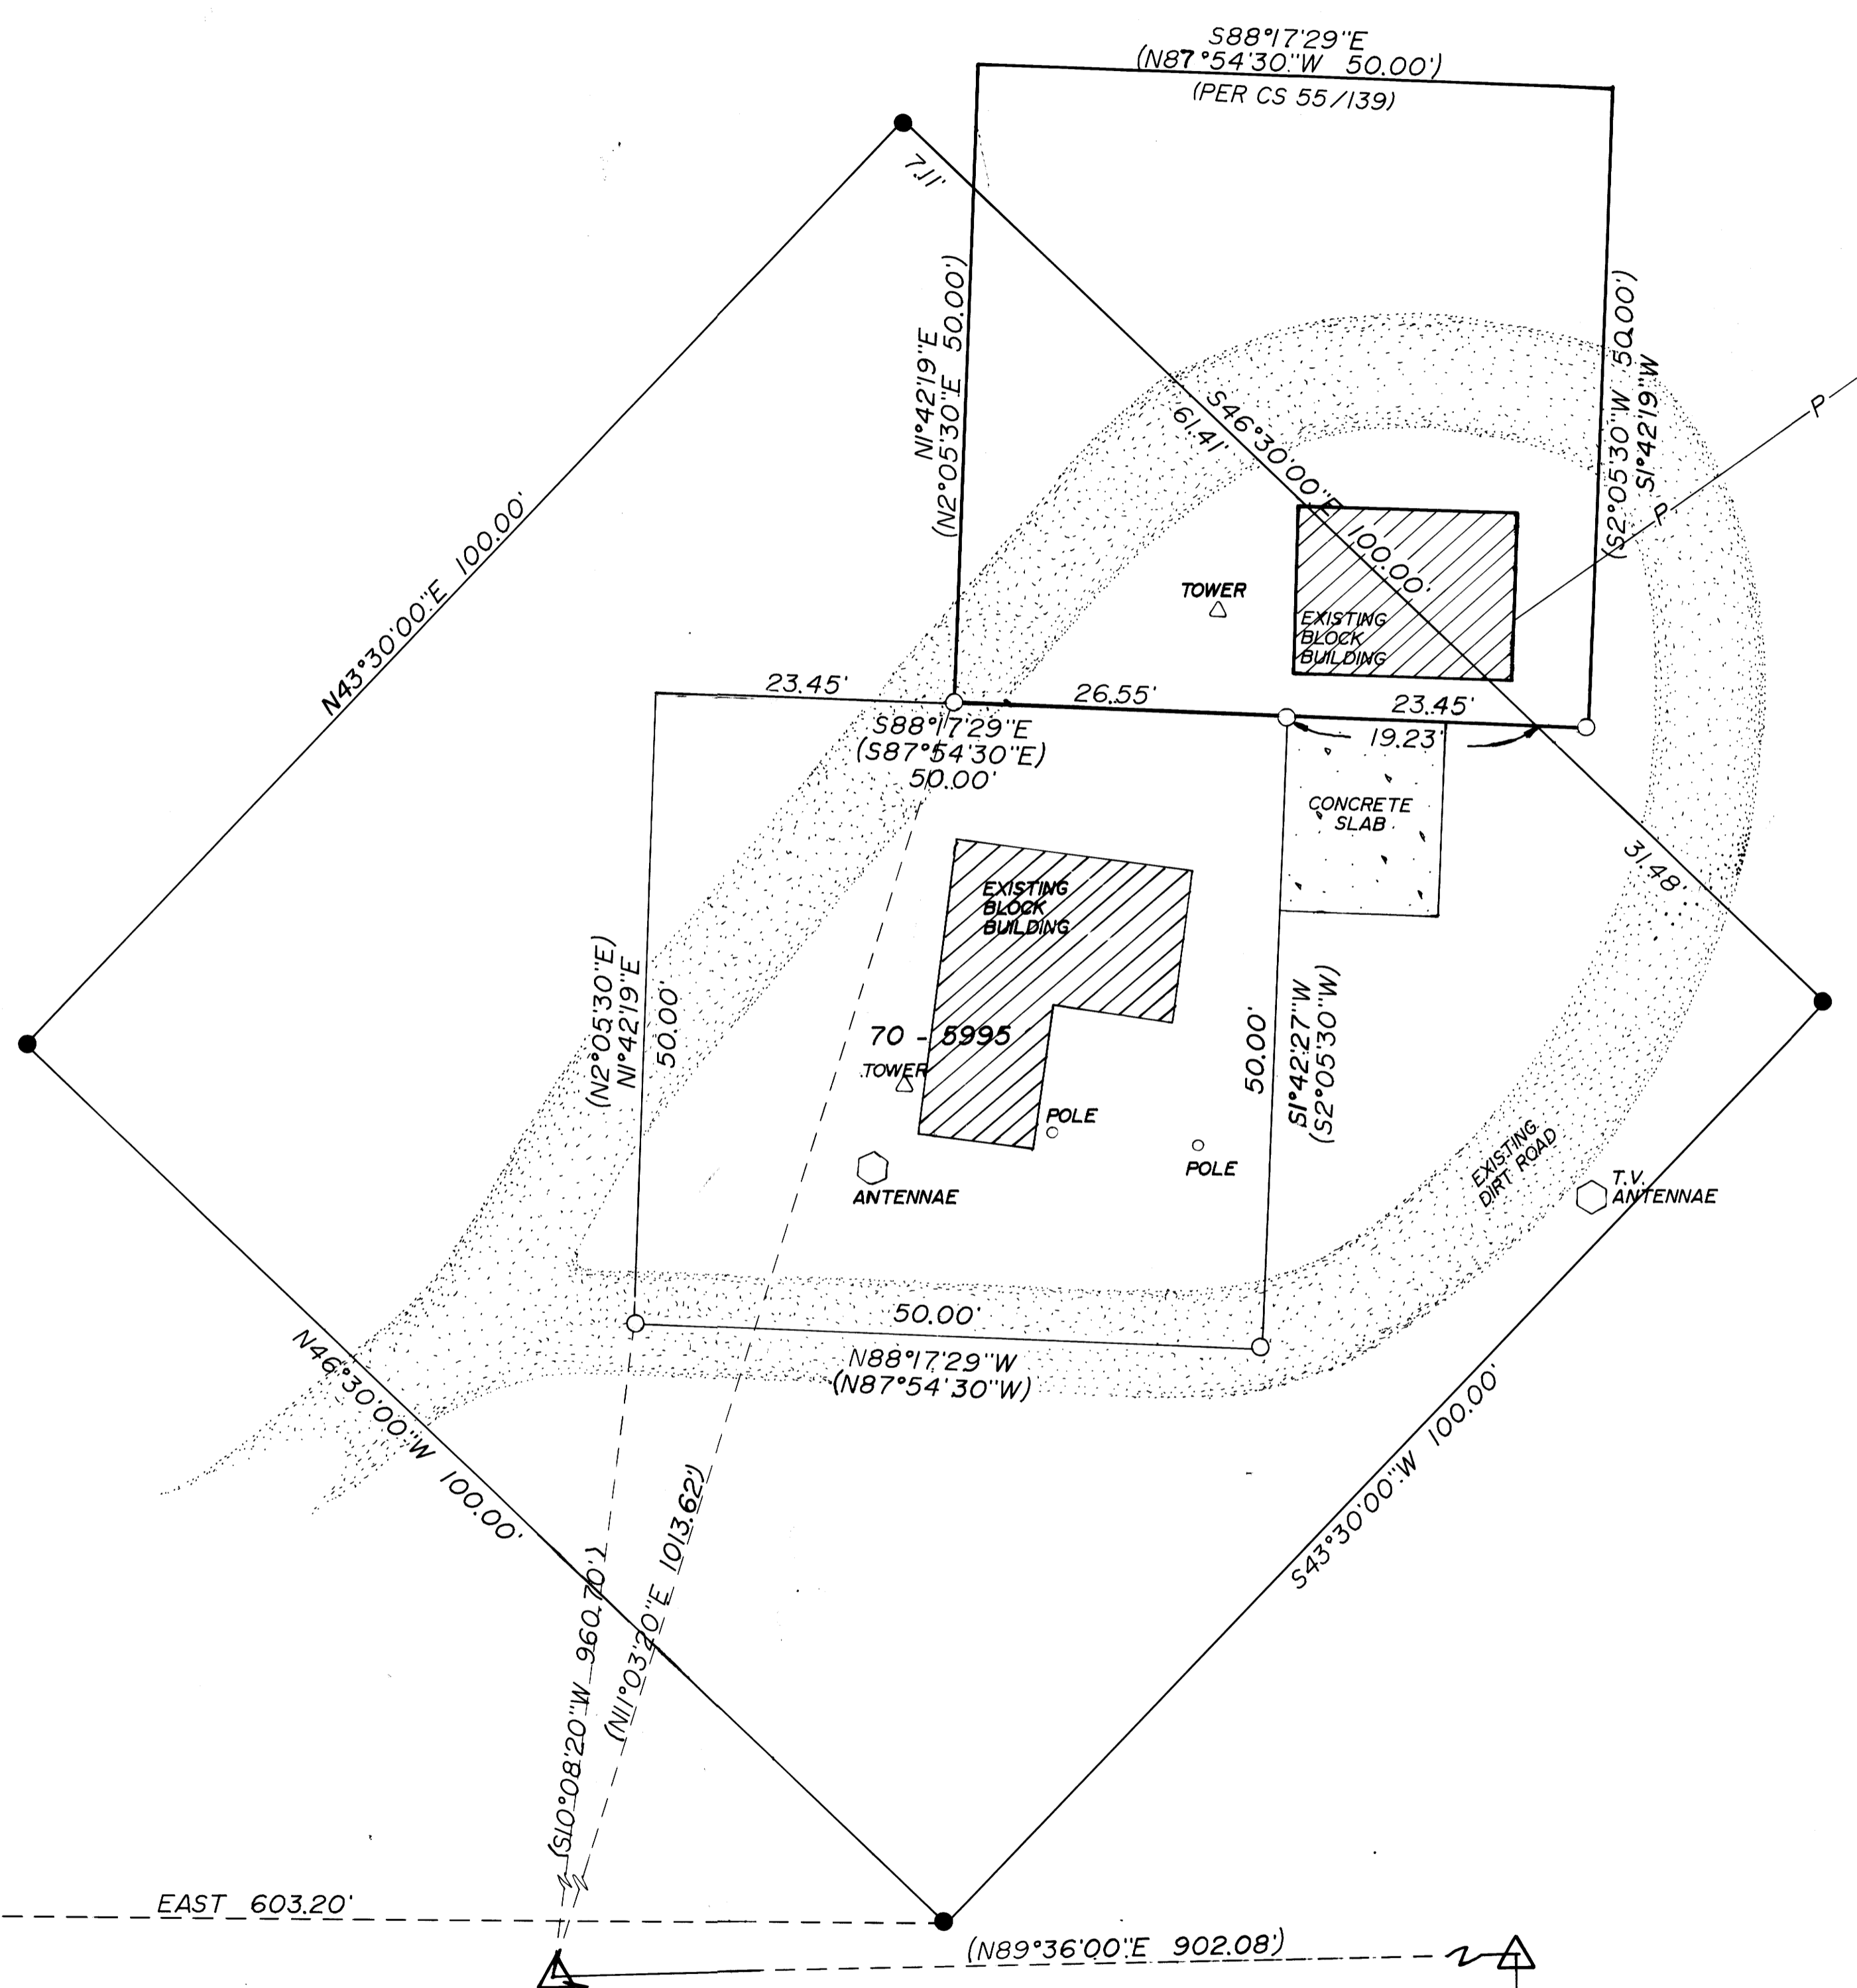 S88°17'29"E
(N87°54'30"W 50.00')
(PER CS 55/139)
7.11'
N1°42'19"E
(N2°05'30"E 50.00')
(S2°05'30"W 50.00')
S1°42'19"W
P
P
S46°30'00"E 100.00'
61.41'
N43°30'00"E 100.00'
TOWER
EXISTING
BLOCK
BUILDING
23.45'
26.55'
23.45'
19.23'
S88°17'29"E
(S87°54'30"E)
50.00'
CONCRETE
SLAB
31.48'
EXISTING
BLOCK
BUILDING
(N2°05'30"E)
N1°42'19"E
50.00'
70 - 5995
TOWER
POLE
POLE
ANTENNAE
50.00'
S1°42'27"W
(S2°05'30"W)
EXISTING
DIRT ROAD
T.V.
ANTENNAE
50.00'
N88°17'29"W
(N87°54'30"W)
N46°30'00"W 100.00'
S43°30'00"W 100.00'
(S10°08'20"W 960.70')
(N11°03'20"E 1013.62')
EAST 603.20'
(N89°36'00"E 902.08')